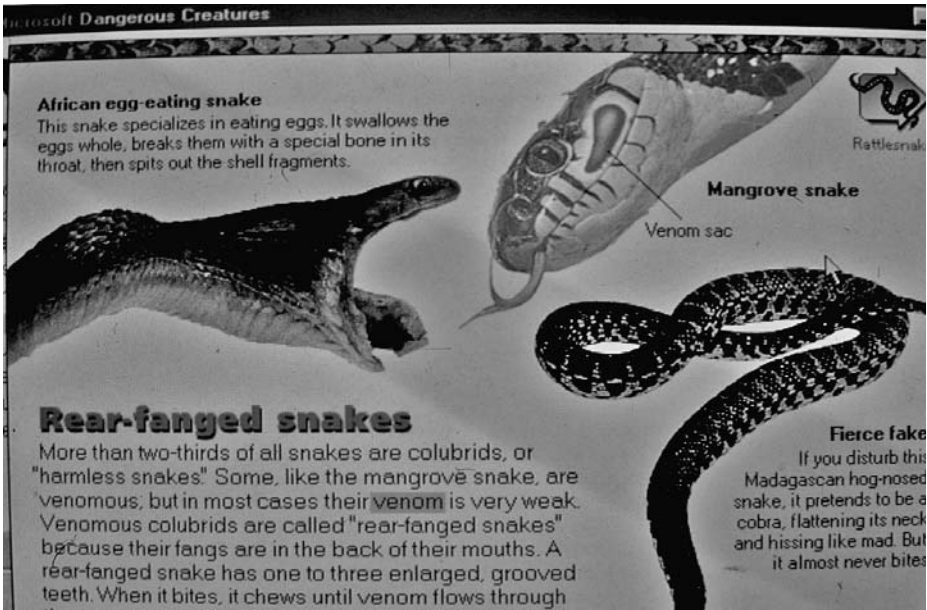 Microsoft Dangerous Creatures
African egg-eating snake
This snake specializes in eating eggs. It swallows the
eggs whole, breaks them with a special bone in its
throat, then spits out the shell fragments.
Rattlesnak
Mangrove snake
Venom sac
Rear-fanged snakes
More than two-thirds of all snakes are colubrids, or
"harmless snakes." Some, like the mangrove snake, are
venomous, but in most cases their venom is very weak.
Venomous colubrids are called "rear-fanged snakes"
because their fangs are in the back of their mouths. A
rear-fanged snake has one to three enlarged, grooved
teeth. When it bites, it chews until venom flows through
Fierce fake
If you disturb this
Madagascan hog-nosed
snake, it pretends to be a
cobra, flattening its neck
and hissing like mad. But
it almost never bites